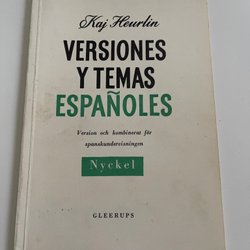 Kaj Heurlin
VERSIONES
Y TEMAS
ESPAÑOLES
Version och kombinerat för
spanskundervisningen
Nyckel
GLEERUPS